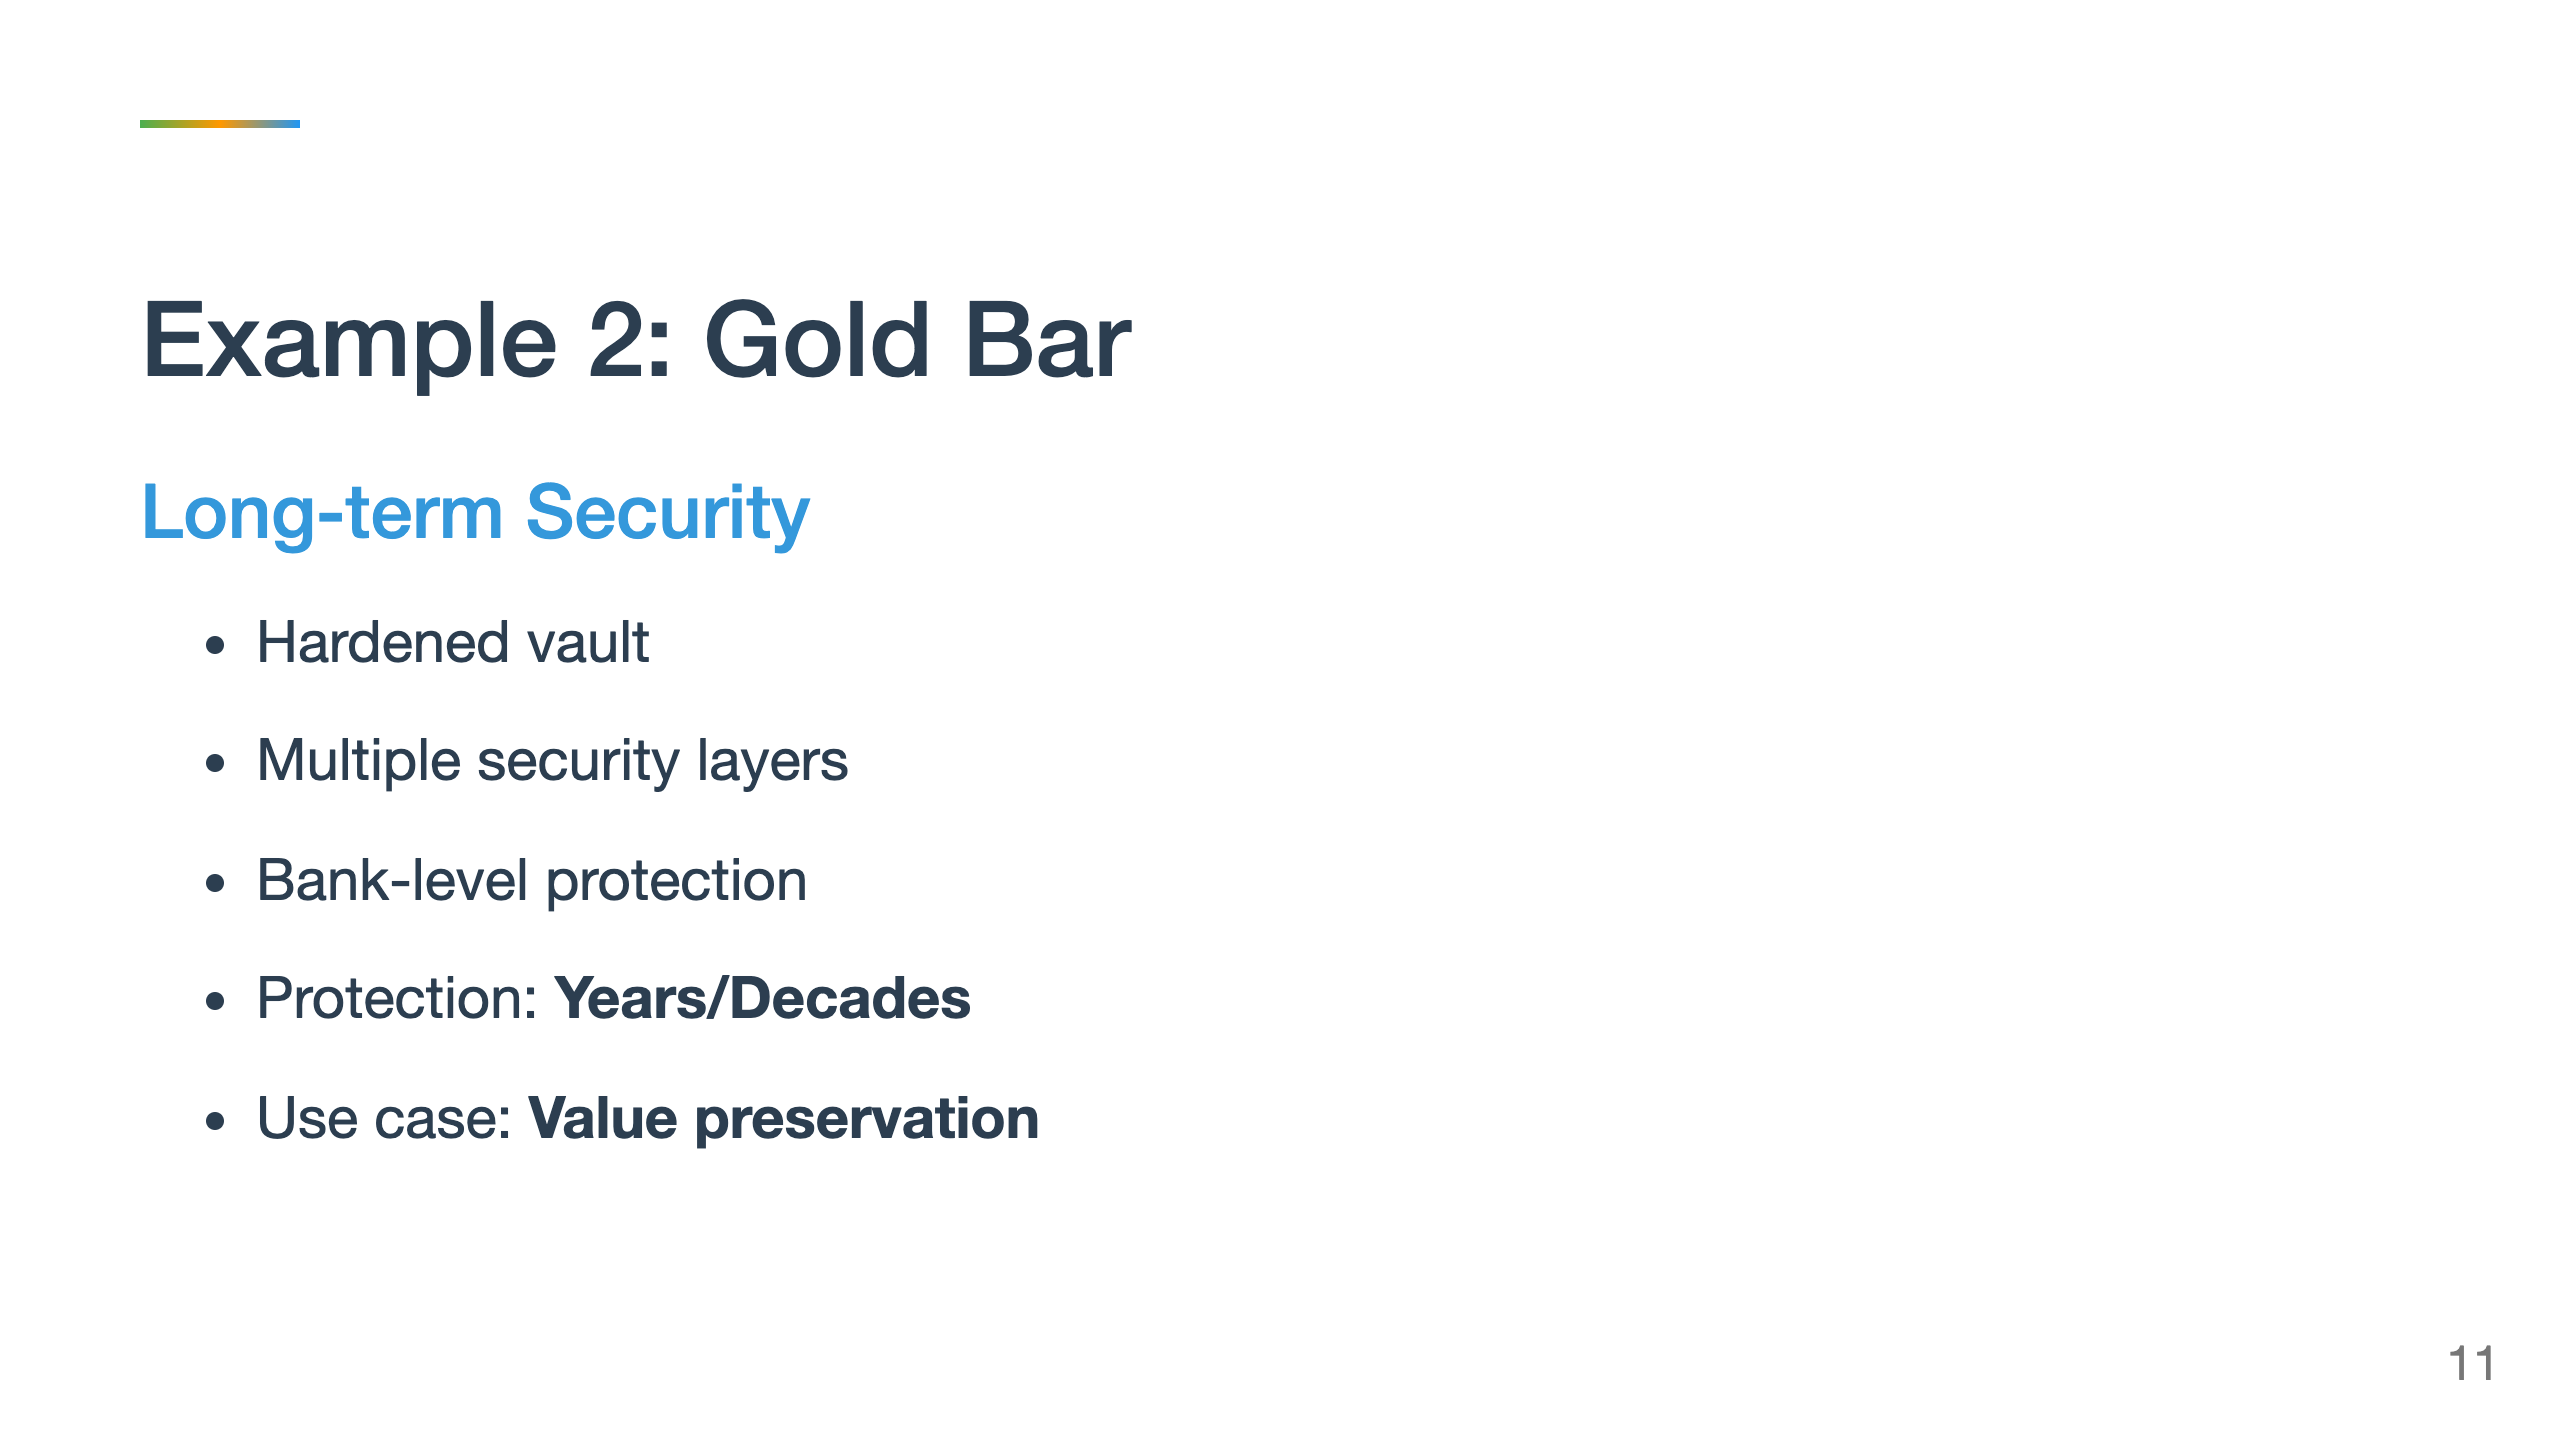 Example 2: Gold Bar
Long-term Security
• Hardened vault
• Multiple security layers
• Bank-level protection
• Protection: Years/Decades
• Use case: Value preservation
11